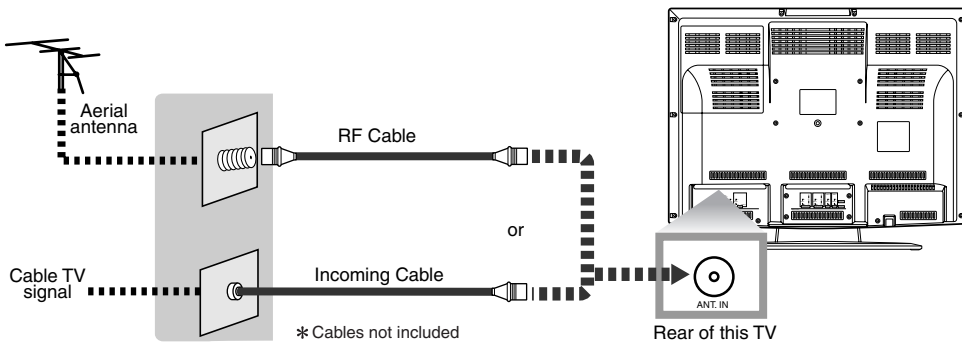 Aerial
antenna
RF Cable
or
Cable TV
signal
Incoming Cable
* Cables not included
ANT. IN
Rear of this TV